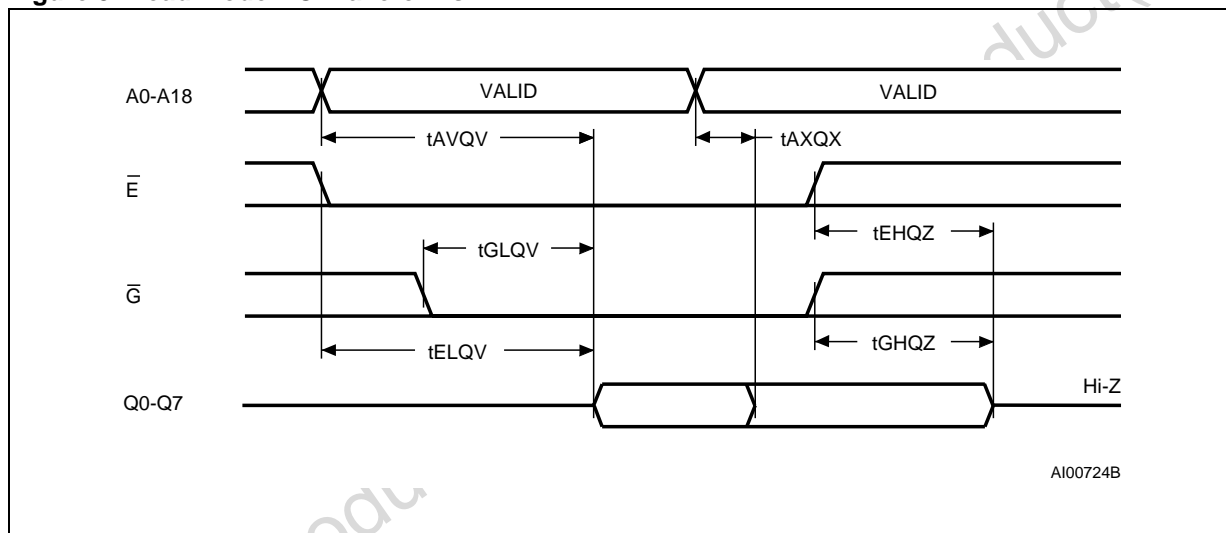 A0-A18
VALID
VALID
tAVQV
tAXQX
E
tEHQZ
tGLQV
G
tGHQZ
tELQV
Hi-Z
Q0-Q7
AI00724B